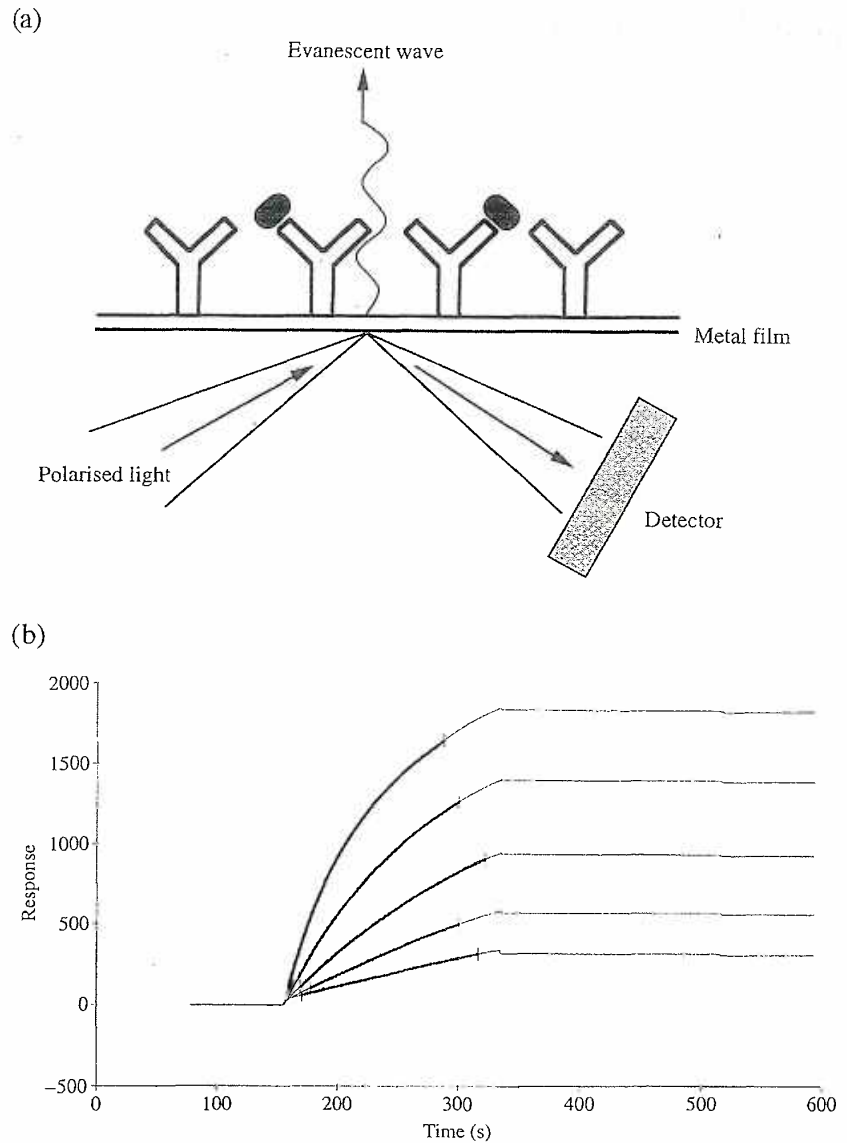 (a)
Evanescent wave
Metal film
Polarised light
Detector
(b)
2000
1500
1000
500
0
−500
Response
0 100 200 300 400 500 600
Time (s)